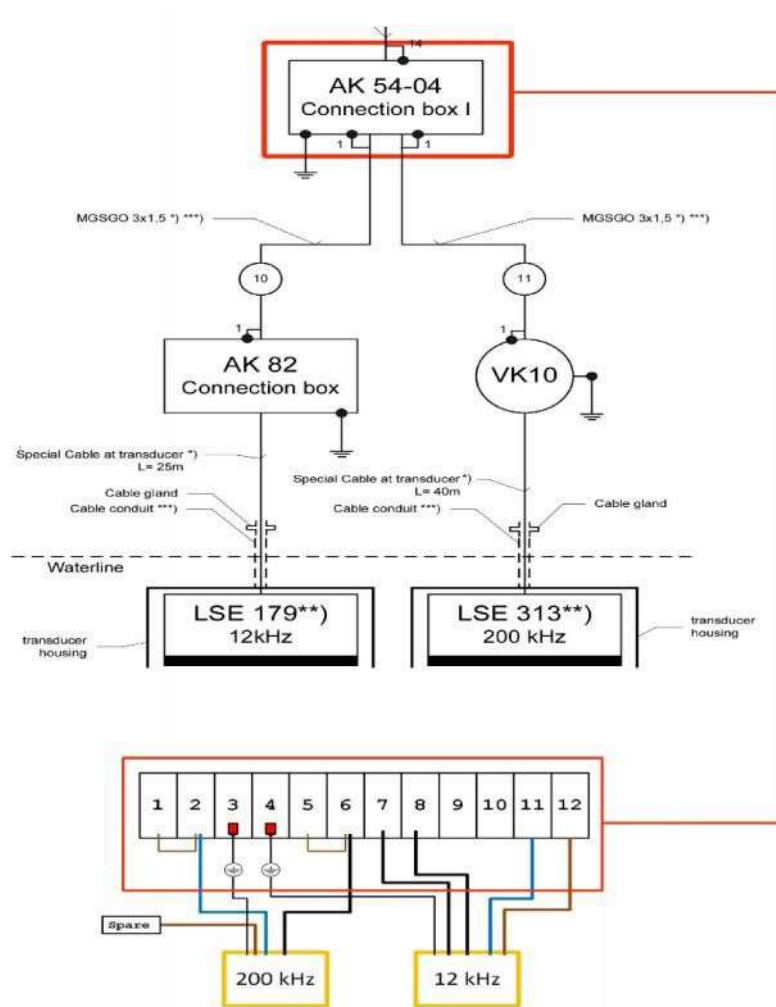 14
AK 54-04
Connection box I
1
1
MGSGO 3x1,5 *) ***)
MGSGO 3x1,5 *) ***)
10
11
1
1
AK 82
Connection box
VK10
Special Cable at transducer *)
L= 25m
Special Cable at transducer*)
L= 40m
Cable gland
Cable conduit ***)
Cable conduit ***)
Cable gland
Waterline
LSE 179**)
12kHz
LSE 313**)
200 kHz
transducer
housing
transducer
housing
1 2 3 4 5 6 7 8 9 10 11 12
Spare
200 kHz
12 kHz